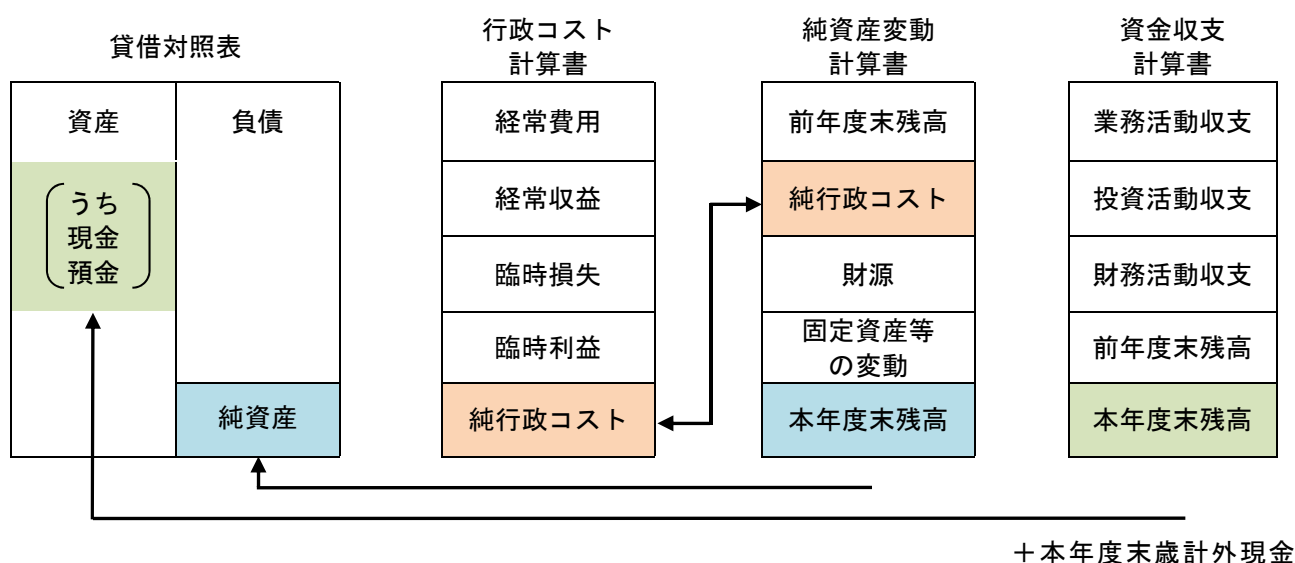 貸借対照表
資産
負債
うち
現金
預金
純資産
行政コスト
計算書
経常費用
経常収益
臨時損失
臨時利益
純行政コスト
純資産変動
計算書
前年度末残高
純行政コスト
財源
固定資産等
の変動
本年度末残高
資金収支
計算書
業務活動収支
投資活動収支
財務活動収支
前年度末残高
本年度末残高
＋本年度末歳計外現金